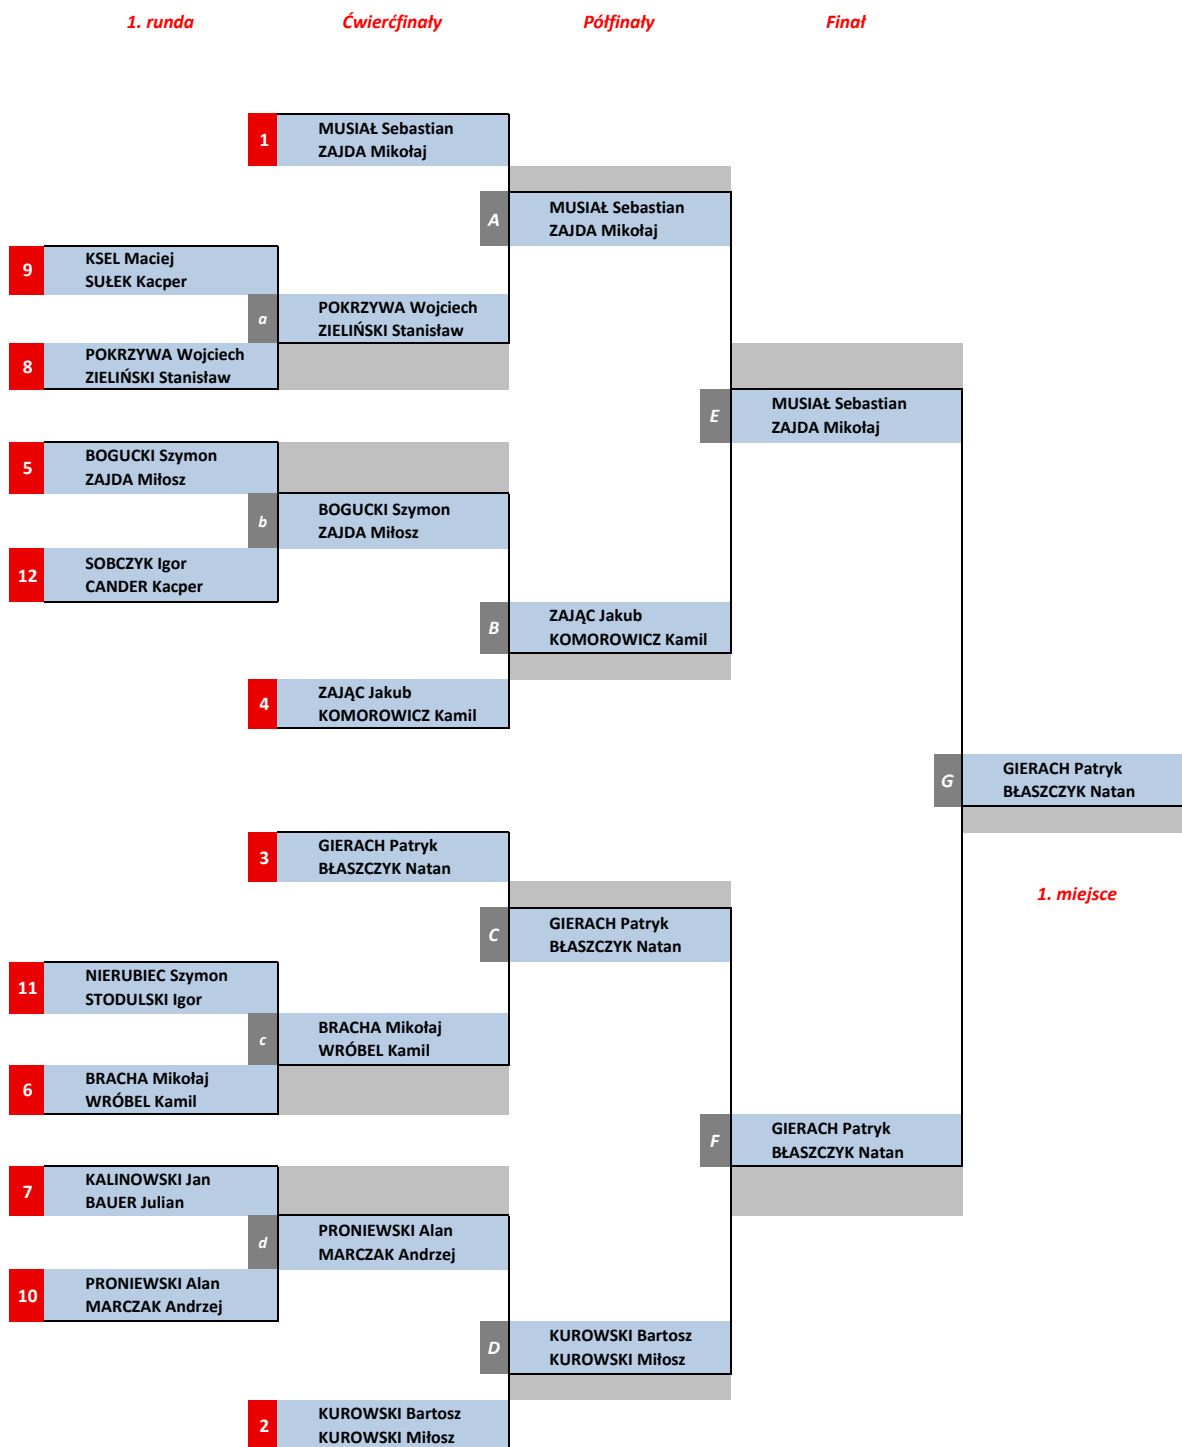 1. runda
Ćwierćfinały
Półfinały
Finał
1
MUSIAŁ Sebastian
ZAJDA Mikołaj
A
MUSIAŁ Sebastian
ZAJDA Mikołaj
9
KSEL Maciej
SUŁEK Kacper
a
POKRZYWA Wojciech
ZIELIŃSKI Stanisław
8
POKRZYWA Wojciech
ZIELIŃSKI Stanisław
E
MUSIAŁ Sebastian
ZAJDA Mikołaj
5
BOGUCKI Szymon
ZAJDA Miłosz
b
BOGUCKI Szymon
ZAJDA Miłosz
12
SOBCZYK Igor
CANDER Kacper
B
ZAJĄC Jakub
KOMOROWICZ Kamil
4
ZAJĄC Jakub
KOMOROWICZ Kamil
G
GIERACH Patryk
BŁASZCZYK Natan
1. miejsce
3
GIERACH Patryk
BŁASZCZYK Natan
C
GIERACH Patryk
BŁASZCZYK Natan
11
NIERUBIEC Szymon
STODULSKI Igor
c
BRACHA Mikołaj
WRÓBEL Kamil
6
BRACHA Mikołaj
WRÓBEL Kamil
F
GIERACH Patryk
BŁASZCZYK Natan
7
KALINOWSKI Jan
BAUER Julian
d
PRONIEWSKI Alan
MARCZAK Andrzej
10
PRONIEWSKI Alan
MARCZAK Andrzej
D
KUROWSKI Bartosz
KUROWSKI Miłosz
2
KUROWSKI Bartosz
KUROWSKI Miłosz